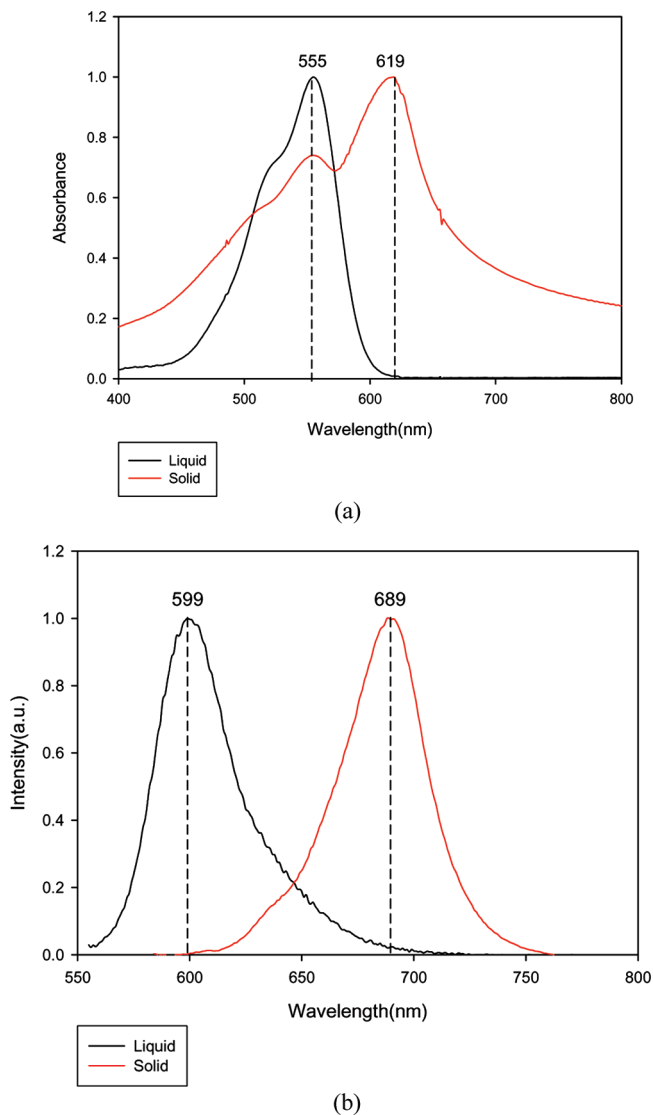 1.2
555
619
1.0
0.8
Absorbance
0.6
0.4
0.2
0.0
400
500
600
700
800
Wavelength(nm)
Liquid
Solid
(a)
1.2
599
689
1.0
0.8
Intensity(a.u.)
0.6
0.4
0.2
0.0
550
600
650
700
750
800
Wavelength(nm)
Liquid
Solid
(b)